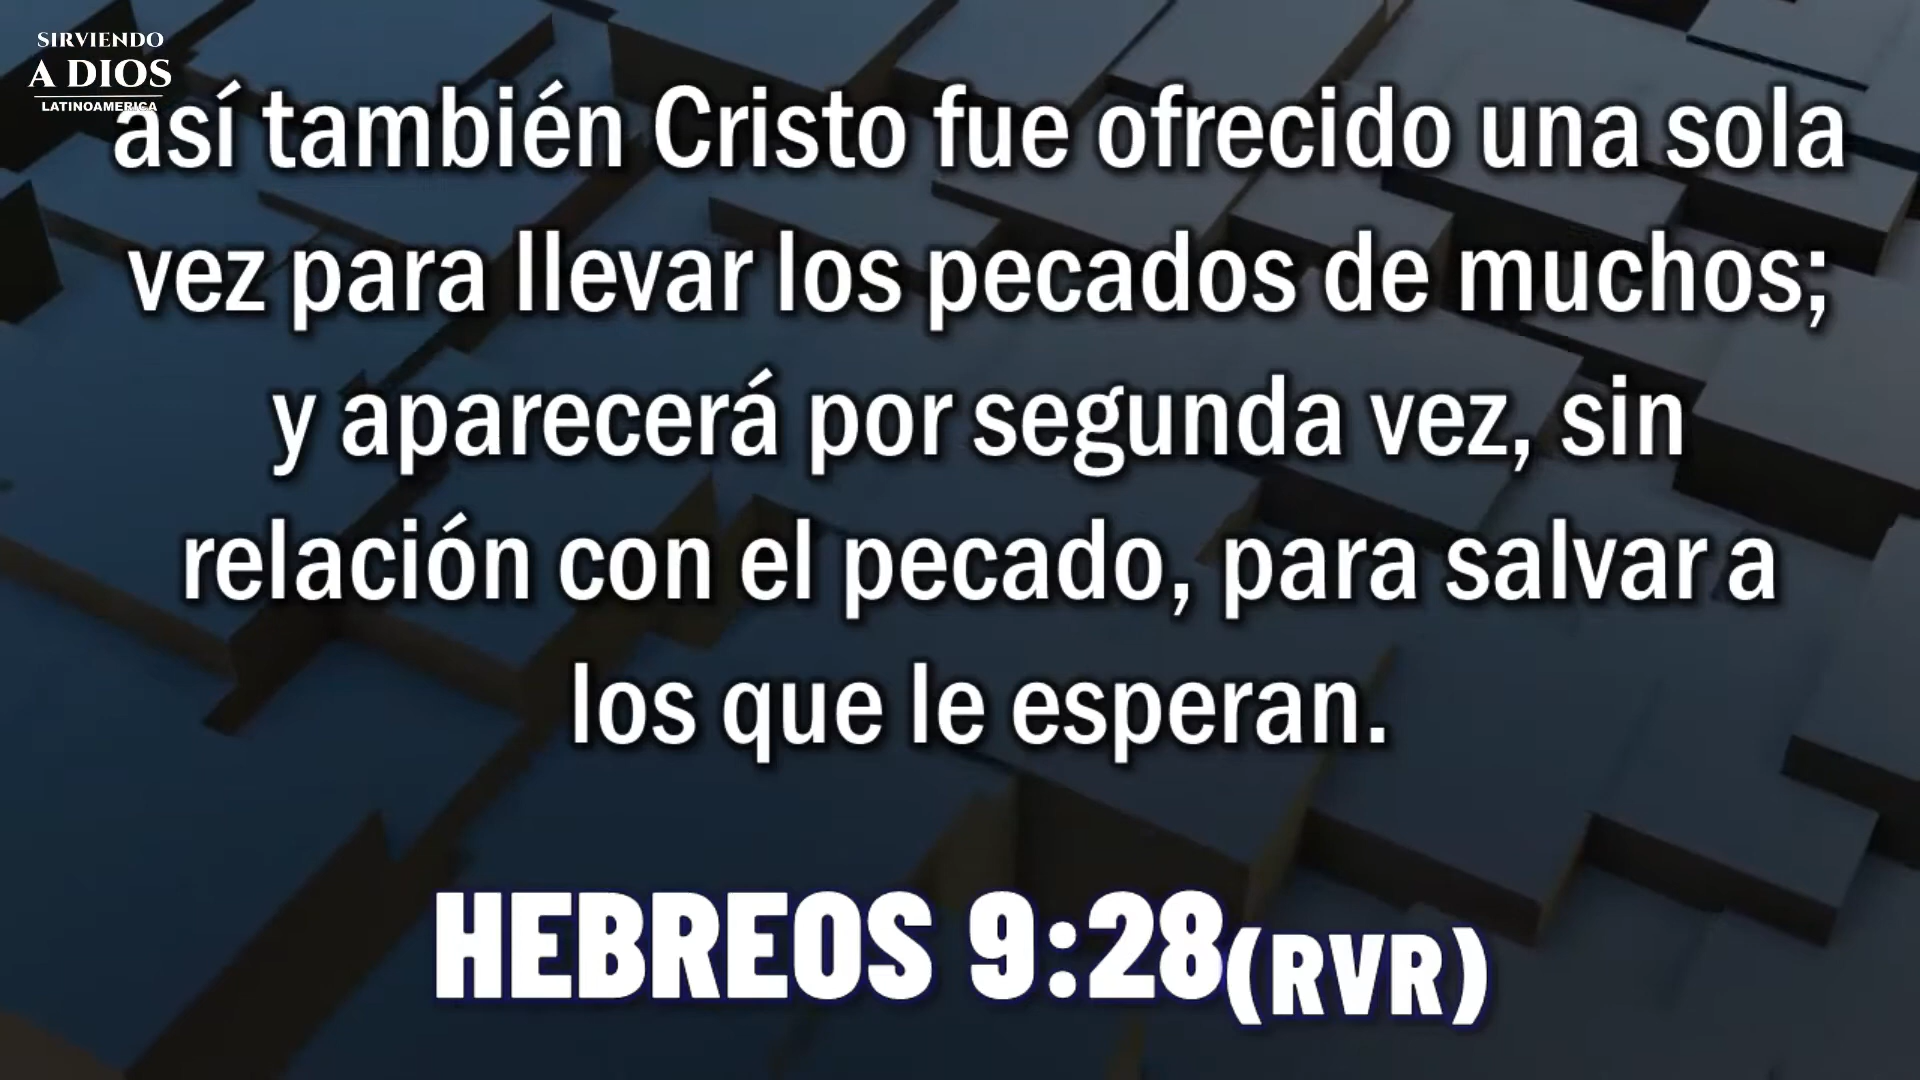 SIRVIENDO
A DIOS
LATINOAMERICA
así también Cristo fue ofrecido una sola
vez para llevar los pecados de muchos;
y aparecerá por segunda vez, sin
relación con el pecado, para salvar a
los que le esperan.
HEBREOS 9:28(RVR)